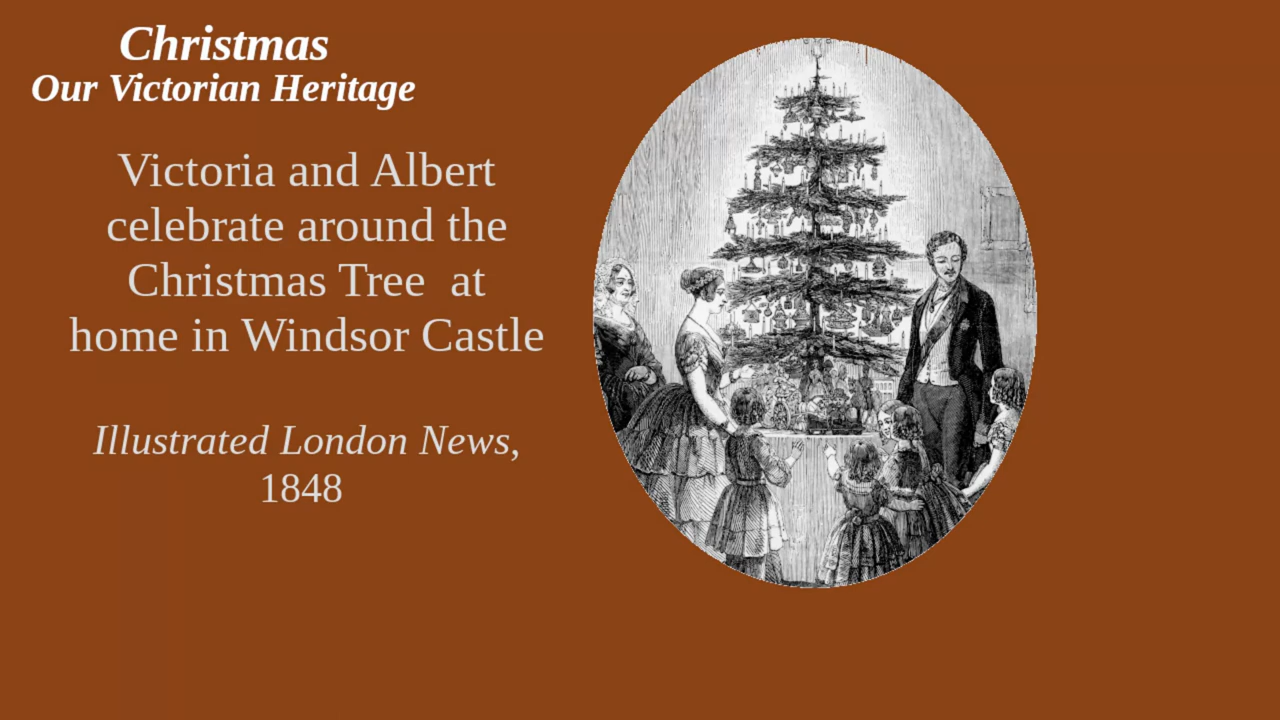 Christmas
Our Victorian Heritage
Victoria and Albert
celebrate around the
Christmas Tree  at
home in Windsor Castle
Illustrated London News,
1848